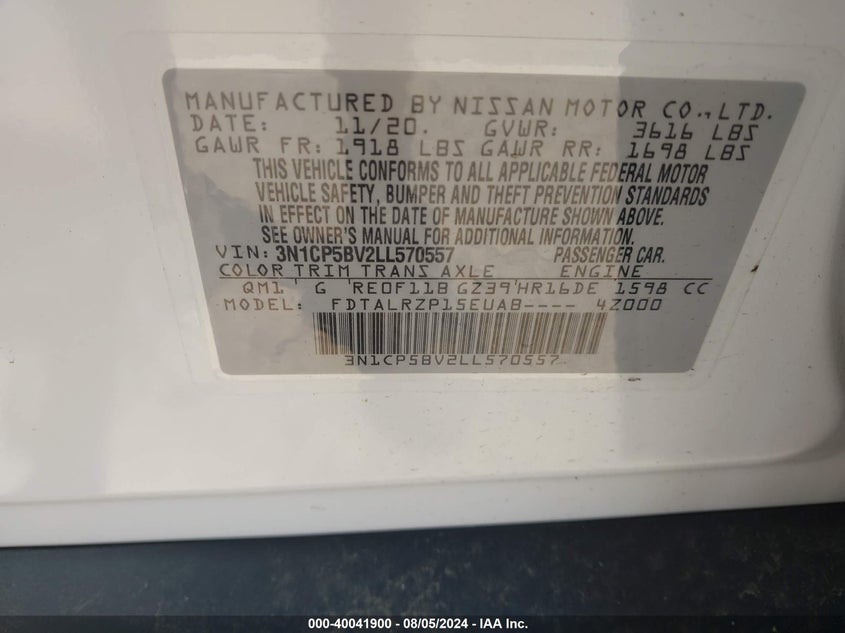 MANUFACTURED BY NISSAN MOTOR CO.,LTD.
DATE: 11/20. GVWR: 3616 LBS
GAWR FR: 1918 LBS GAWR RR: 1698 LBS
THIS VEHICLE CONFORMS TO ALL APPLICABLE FEDERAL MOTOR
VEHICLE SAFETY, BUMPER AND THEFT PREVENTION STANDARDS
IN EFFECT ON THE DATE OF MANUFACTURE SHOWN ABOVE.
SEE OWNER'S MANUAL FOR ADDITIONAL INFORMATION.
VIN: 3N1CP5BV2LL570557 PASSENGER CAR.
COLOR TRIM TRANS AXLE ENGINE
QM1 ' G 'RE0F11B GZ39'HR16DE 1598 CC
MODEL: FDTALRZP15EUAB---- 4Z000
3N1CP5BV2LL570557
000-40041900 - 08/05/2024 - IAA Inc.